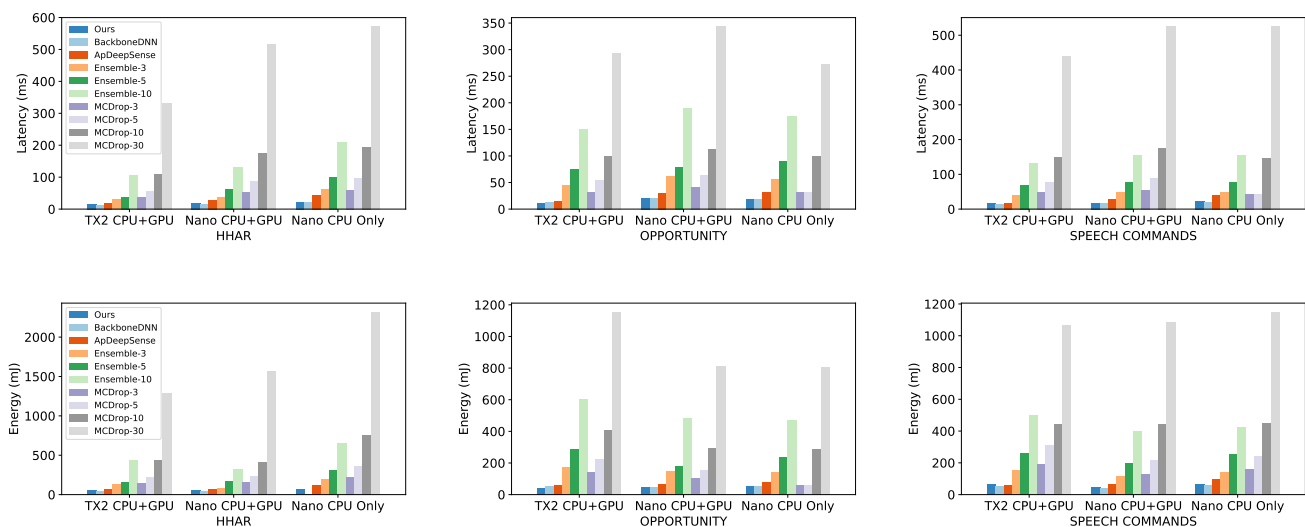 600
500
400
300
200
100
0
Latency (ms)
Ours
BackboneDNN
ApDeepSense
Ensemble-3
Ensemble-5
Ensemble-10
MCDrop-3
MCDrop-5
MCDrop-10
MCDrop-30
TX2 CPU+GPU Nano CPU+GPU Nano CPU Only
HHAR
350
300
250
200
150
100
50
0
Latency (ms)
TX2 CPU+GPU Nano CPU+GPU Nano CPU Only
OPPORTUNITY
500
400
300
200
100
0
Latency (ms)
TX2 CPU+GPU Nano CPU+GPU Nano CPU Only
SPEECH COMMANDS
2000
1500
1000
500
0
Energy (mJ)
Ours
BackboneDNN
ApDeepSense
Ensemble-3
Ensemble-5
Ensemble-10
MCDrop-3
MCDrop-5
MCDrop-10
MCDrop-30
TX2 CPU+GPU Nano CPU+GPU Nano CPU Only
HHAR
1200
1000
800
600
400
200
0
Energy (mJ)
TX2 CPU+GPU Nano CPU+GPU Nano CPU Only
OPPORTUNITY
1200
1000
800
600
400
200
0
Energy (mJ)
TX2 CPU+GPU Nano CPU+GPU Nano CPU Only
SPEECH COMMANDS